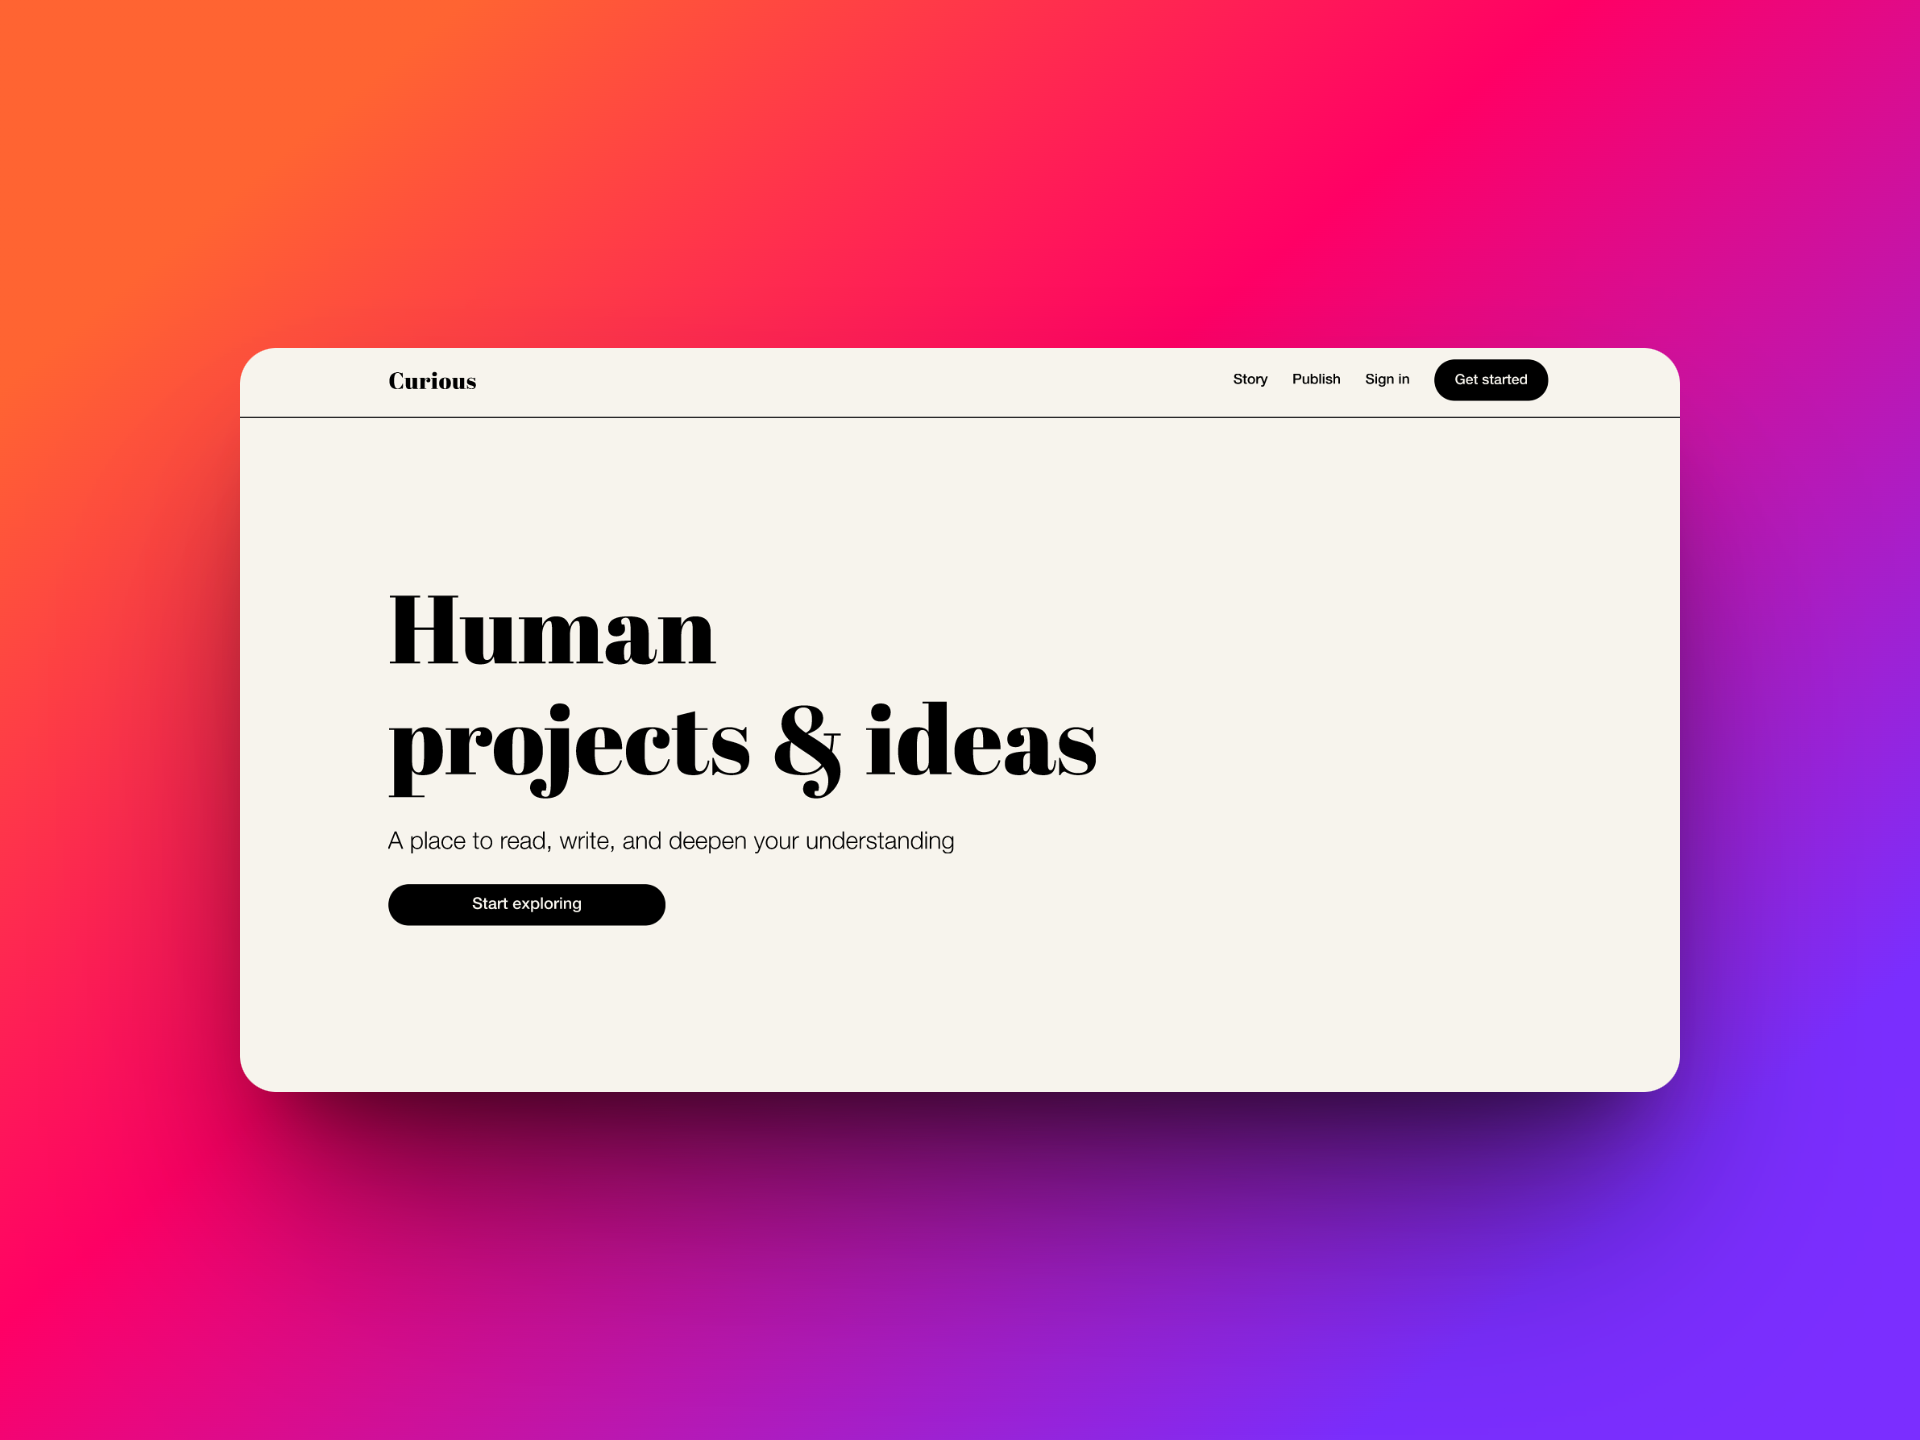 Curious
Story
Publish
Sign in
Get started
Human
projects & ideas
A place to read, write, and deepen your understanding
Start exploring